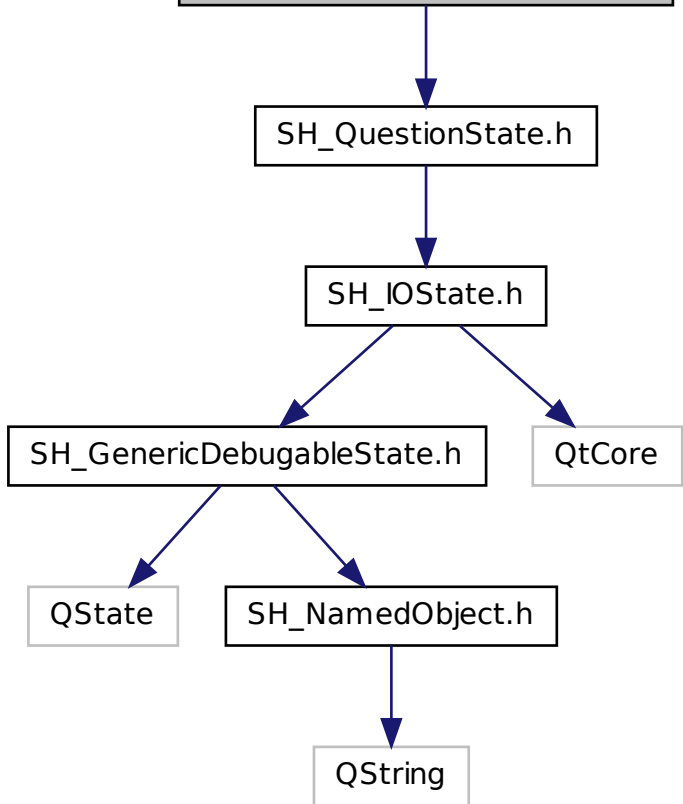 SH_QuestionState.h
SH_IOState.h
SH_GenericDebugableState.h
QtCore
QState
SH_NamedObject.h
QString